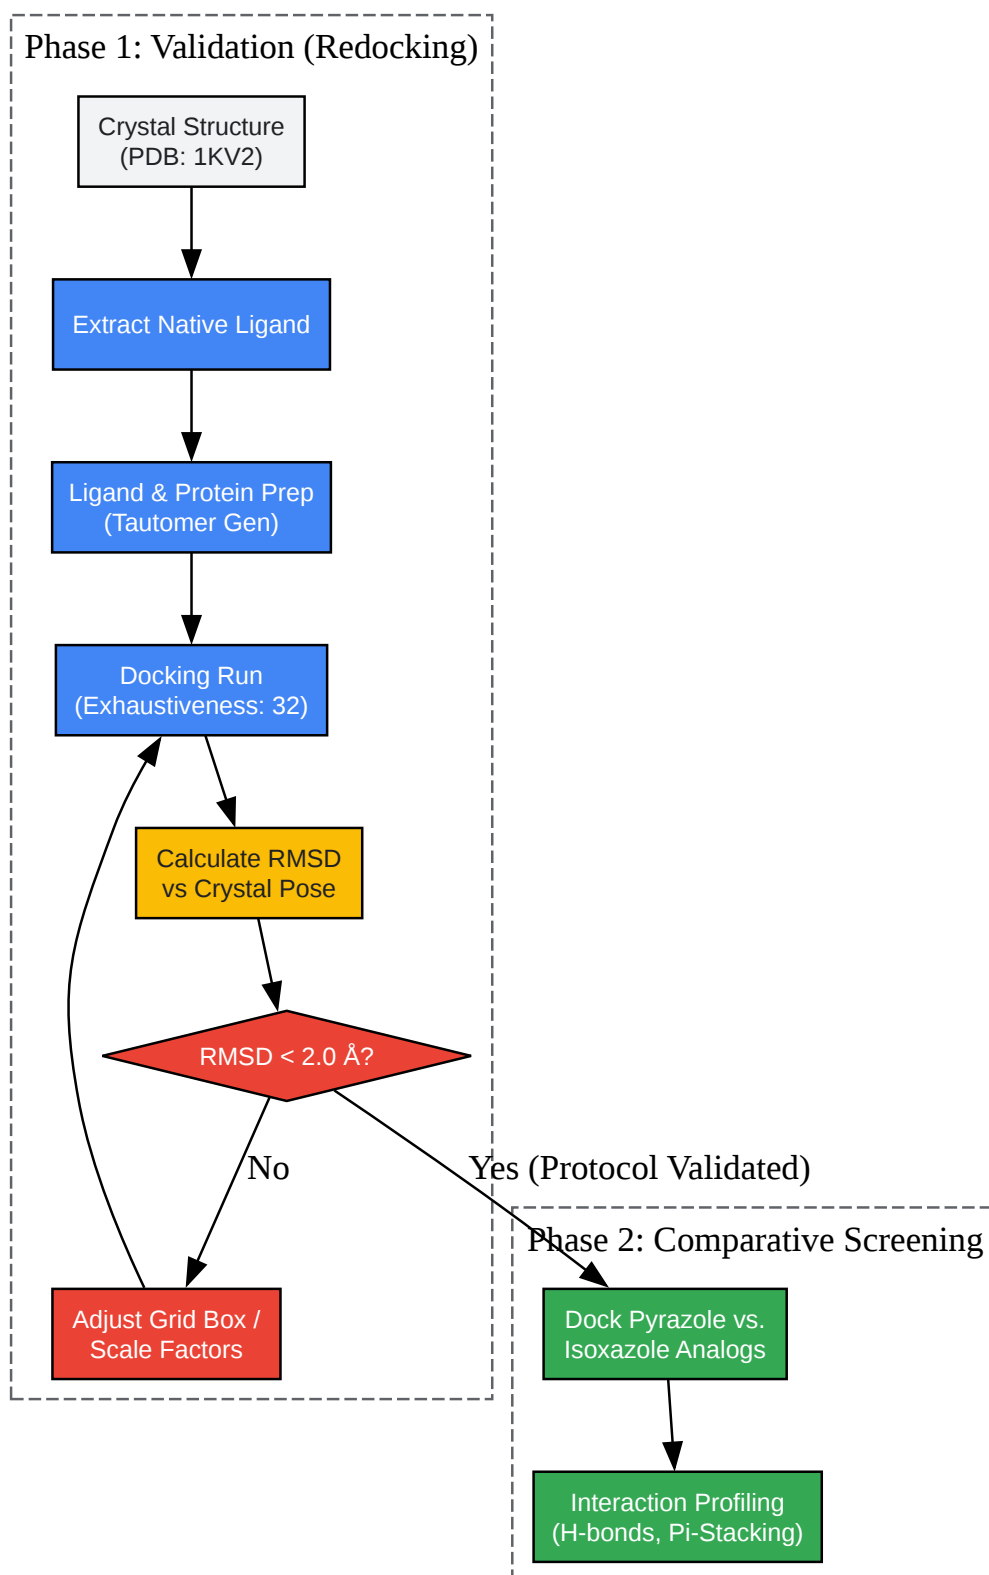 Phase 1: Validation (Redocking)
Crystal Structure
(PDB: 1KV2)
Extract Native Ligand
Ligand & Protein Prep
(Tautomer Gen)
Docking Run
(Exhaustiveness: 32)
Calculate RMSD
vs Crystal Pose
RMSD < 2.0 Å?
No
Yes (Protocol Validated)
Adjust Grid Box /
Scale Factors
Phase 2: Comparative Screening
Dock Pyrazole vs.
Isoxazole Analogs
Interaction Profiling
(H-bonds, Pi-Stacking)